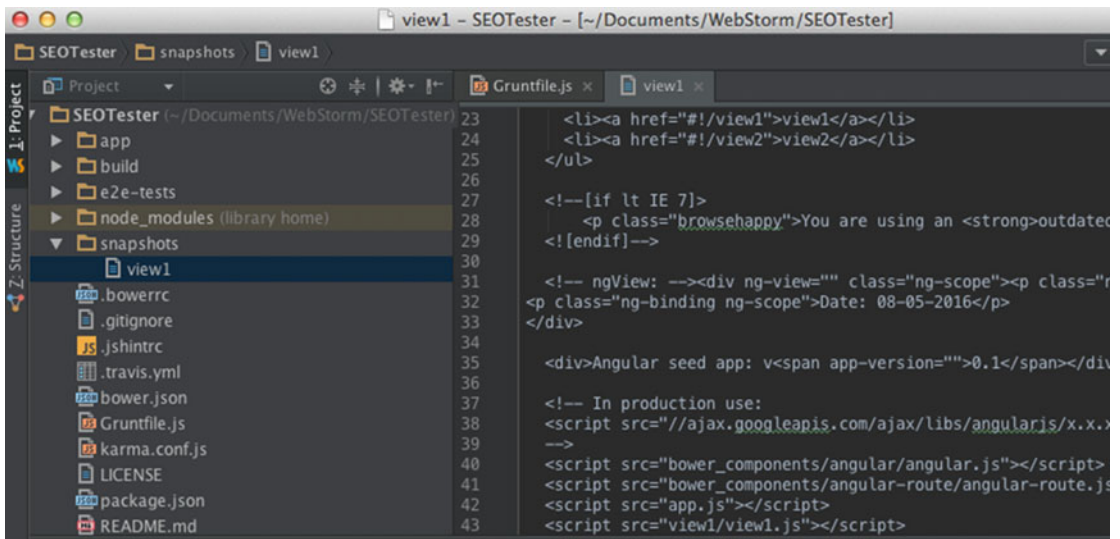 view1 – SEOTester – [~/Documents/WebStorm/SEOTester]
SEOTester snapshots view1
1: Project
Z: Structure
Project
SEOTester (~/Documents/WebStorm/SEOTester)
app
build
e2e-tests
node_modules (library home)
snapshots
view1
.bowerrc
.gitignore
.jshintrc
.travis.yml
bower.json
Gruntfile.js
karma.conf.js
LICENSE
package.json
README.md
Gruntfile.js view1
23 <li><a href="#!/view1">view1</a></li>
24 <li><a href="#!/view2">view2</a></li>
25 </ul>
26
27 <!--[if lt IE 7]>
28 <p class="browsehappy">You are using an <strong>outdated
29 <![endif]-->
30
31 <!-- ngView: --><div ng-view="" class="ng-scope"><p class="n
32 <p class="ng-binding ng-scope">Date: 08-05-2016</p>
33 </div>
34
35 <div>Angular seed app: v<span app-version="">0.1</span></div
36
37 <!-- In production use:
38 <script src="//ajax.googleapis.com/ajax/libs/angularjs/x.x.x
39 -->
40 <script src="bower_components/angular/angular.js"></script>
41 <script src="bower_components/angular-route/angular-route.js
42 <script src="app.js"></script>
43 <script src="view1/view1.js"></script>